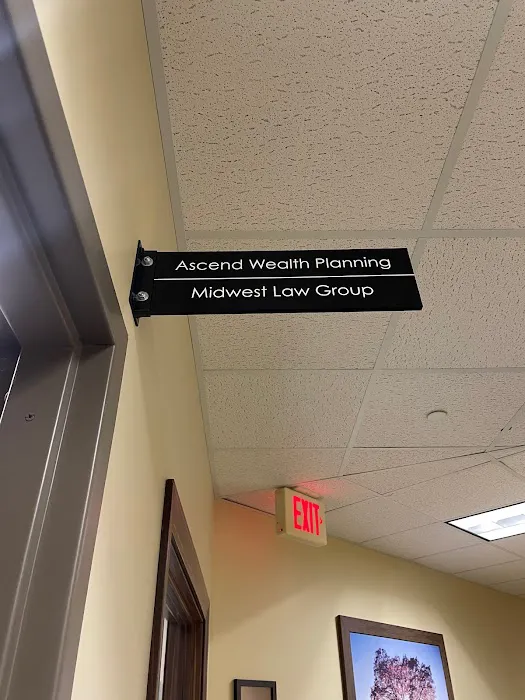 Ascend Wealth Planning
Midwest Law Group
EXIT